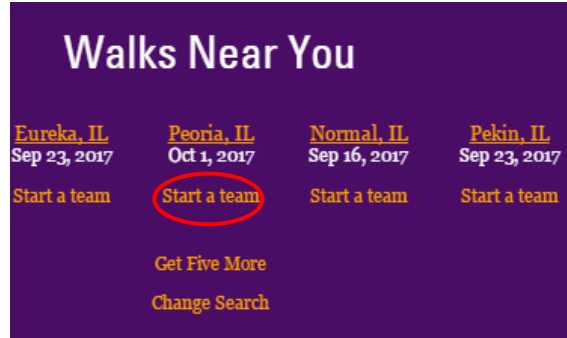 Walks Near You
Eureka, IL Peoria, IL Normal, IL Pekin, IL
Sep 23, 2017 Oct 1, 2017 Sep 16, 2017 Sep 23, 2017
Start a team Start a team Start a team Start a team
Get Five More
Change Search